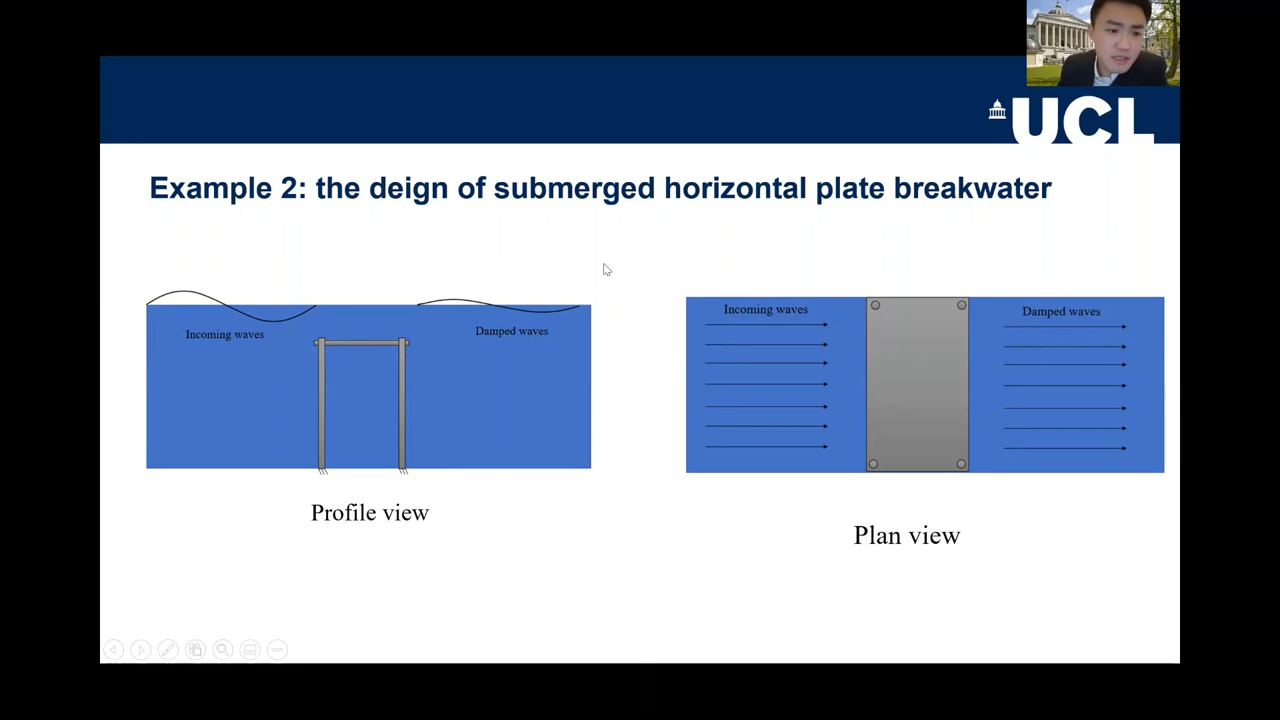 UCL
Example 2: the deign of submerged horizontal plate breakwater
Incoming waves
Damped waves
Profile view
Incoming waves
Damped waves
Plan view